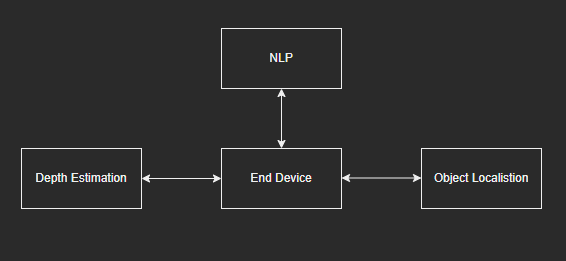 NLP
Depth Estimation
End Device
Object Localistion